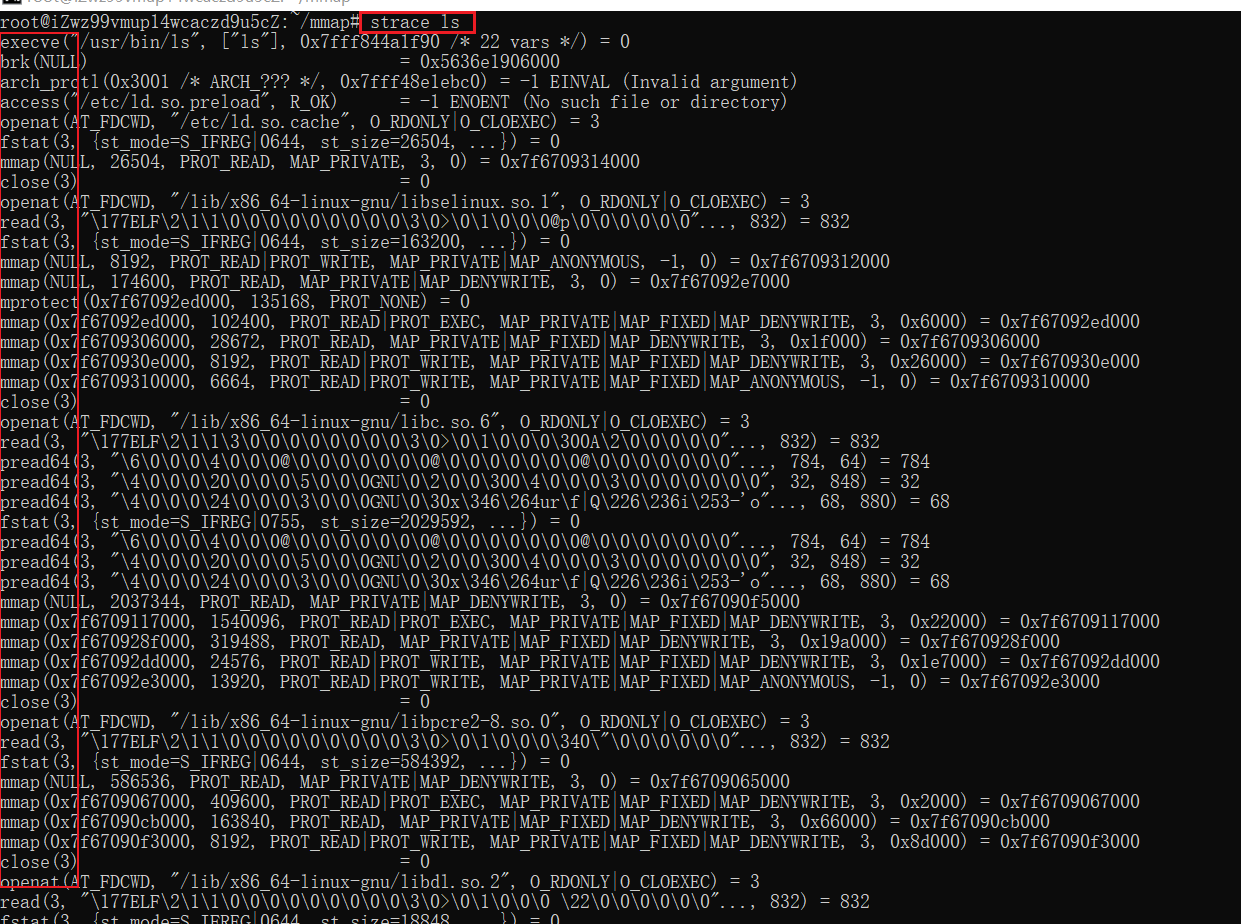 root@iZwz99vmup14wcaczd9u5cZ:~/mmap# strace ls
execve("/usr/bin/ls", ["ls"], 0x7fff844a1f90 /* 22 vars */) = 0
brk(NULL)                               = 0x5636e1906000
arch_prctl(0x3001 /* ARCH_??? */, 0x7fff48e1ebc0) = -1 EINVAL (Invalid argument)
access("/etc/ld.so.preload", R_OK)      = -1 ENOENT (No such file or directory)
openat(AT_FDCWD, "/etc/ld.so.cache", O_RDONLY|O_CLOEXEC) = 3
fstat(3, {st_mode=S_IFREG|0644, st_size=26504, ...}) = 0
mmap(NULL, 26504, PROT_READ, MAP_PRIVATE, 3, 0) = 0x7f6709314000
close(3)                                = 0
openat(AT_FDCWD, "/lib/x86_64-linux-gnu/libselinux.so.1", O_RDONLY|O_CLOEXEC) = 3
read(3, "\177ELF\2\1\1\0\0\0\0\0\0\0\0\0\3\0>\0\1\0\0\0@p\0\0\0\0\0\0"..., 832) = 832
fstat(3, {st_mode=S_IFREG|0644, st_size=163200, ...}) = 0
mmap(NULL, 8192, PROT_READ|PROT_WRITE, MAP_PRIVATE|MAP_ANONYMOUS, -1, 0) = 0x7f6709312000
mmap(NULL, 174600, PROT_READ, MAP_PRIVATE|MAP_DENYWRITE, 3, 0) = 0x7f67092e7000
mprotect(0x7f67092ed000, 135168, PROT_NONE) = 0
mmap(0x7f67092ed000, 102400, PROT_READ|PROT_EXEC, MAP_PRIVATE|MAP_FIXED|MAP_DENYWRITE, 3, 0x6000) = 0x7f67092ed000
mmap(0x7f6709306000, 28672, PROT_READ, MAP_PRIVATE|MAP_FIXED|MAP_DENYWRITE, 3, 0x1f000) = 0x7f6709306000
mmap(0x7f670930e000, 8192, PROT_READ|PROT_WRITE, MAP_PRIVATE|MAP_FIXED|MAP_DENYWRITE, 3, 0x26000) = 0x7f670930e000
mmap(0x7f6709310000, 6664, PROT_READ|PROT_WRITE, MAP_PRIVATE|MAP_FIXED|MAP_ANONYMOUS, -1, 0) = 0x7f6709310000
close(3)                                = 0
openat(AT_FDCWD, "/lib/x86_64-linux-gnu/libc.so.6", O_RDONLY|O_CLOEXEC) = 3
read(3, "\177ELF\2\1\1\3\0\0\0\0\0\0\0\0\3\0>\0\1\0\0\0\300A\2\0\0\0\0\0"..., 832) = 832
pread64(3, "\6\0\0\0\4\0\0\0@\0\0\0\0\0\0\0@\0\0\0\0\0\0\0@\0\0\0\0\0\0\0"..., 784, 64) = 784
pread64(3, "\4\0\0\0\20\0\0\0\5\0\0\0GNU\0\2\0\0\300\4\0\0\0\3\0\0\0\0\0\0\0", 32, 848) = 32
pread64(3, "\4\0\0\0\24\0\0\0\3\0\0\0GNU\0\30x\346\264ur\f|Q\226\236i\253-'o"..., 68, 880) = 68
fstat(3, {st_mode=S_IFREG|0755, st_size=2029592, ...}) = 0
pread64(3, "\6\0\0\0\4\0\0\0@\0\0\0\0\0\0\0@\0\0\0\0\0\0\0@\0\0\0\0\0\0\0"..., 784, 64) = 784
pread64(3, "\4\0\0\0\20\0\0\0\5\0\0\0GNU\0\2\0\0\300\4\0\0\0\3\0\0\0\0\0\0\0", 32, 848) = 32
pread64(3, "\4\0\0\0\24\0\0\0\3\0\0\0GNU\0\30x\346\264ur\f|Q\226\236i\253-'o"..., 68, 880) = 68
mmap(NULL, 2037344, PROT_READ, MAP_PRIVATE|MAP_DENYWRITE, 3, 0) = 0x7f67090f5000
mmap(0x7f6709117000, 1540096, PROT_READ|PROT_EXEC, MAP_PRIVATE|MAP_FIXED|MAP_DENYWRITE, 3, 0x22000) = 0x7f6709117000
mmap(0x7f670928f000, 319488, PROT_READ, MAP_PRIVATE|MAP_FIXED|MAP_DENYWRITE, 3, 0x19a000) = 0x7f670928f000
mmap(0x7f67092dd000, 24576, PROT_READ|PROT_WRITE, MAP_PRIVATE|MAP_FIXED|MAP_DENYWRITE, 3, 0x1e7000) = 0x7f67092dd000
mmap(0x7f67092e3000, 13920, PROT_READ|PROT_WRITE, MAP_PRIVATE|MAP_FIXED|MAP_ANONYMOUS, -1, 0) = 0x7f67092e3000
close(3)                                = 0
openat(AT_FDCWD, "/lib/x86_64-linux-gnu/libpcre2-8.so.0", O_RDONLY|O_CLOEXEC) = 3
read(3, "\177ELF\2\1\1\0\0\0\0\0\0\0\0\0\3\0>\0\1\0\0\0\340\"\0\0\0\0\0\0"..., 832) = 832
fstat(3, {st_mode=S_IFREG|0644, st_size=584392, ...}) = 0
mmap(NULL, 586536, PROT_READ, MAP_PRIVATE|MAP_DENYWRITE, 3, 0) = 0x7f6709065000
mmap(0x7f6709067000, 409600, PROT_READ|PROT_EXEC, MAP_PRIVATE|MAP_FIXED|MAP_DENYWRITE, 3, 0x2000) = 0x7f6709067000
mmap(0x7f67090cb000, 163840, PROT_READ, MAP_PRIVATE|MAP_FIXED|MAP_DENYWRITE, 3, 0x66000) = 0x7f67090cb000
mmap(0x7f67090f3000, 8192, PROT_READ|PROT_WRITE, MAP_PRIVATE|MAP_FIXED|MAP_DENYWRITE, 3, 0x8d000) = 0x7f67090f3000
close(3)                                = 0
openat(AT_FDCWD, "/lib/x86_64-linux-gnu/libdl.so.2", O_RDONLY|O_CLOEXEC) = 3
read(3, "\177ELF\2\1\1\0\0\0\0\0\0\0\0\0\3\0>\0\1\0\0\0 \22\0\0\0\0\0\0"..., 832) = 832
fstat(3, {st_mode=S_IFREG|0644, st_size=18848, ...}) = 0